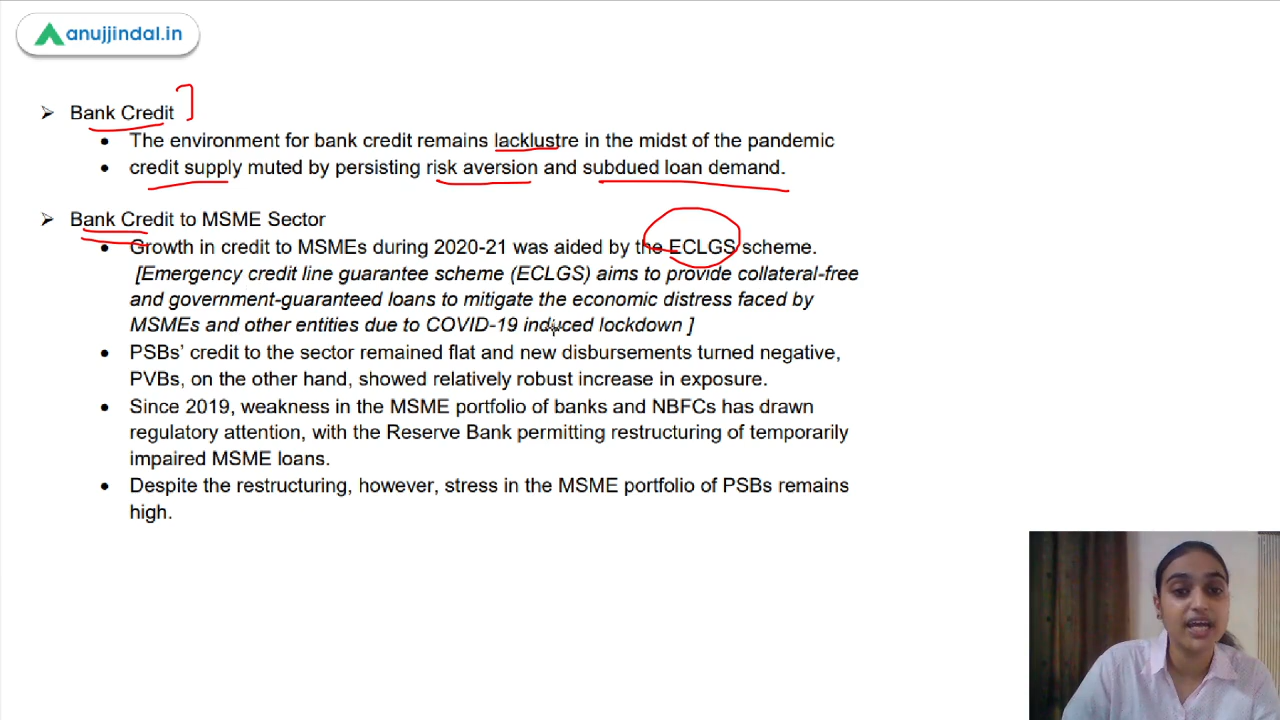 anujjindal.in
Bank Credit
The environment for bank credit remains lacklustre in the midst of the pandemic
credit supply muted by persisting risk aversion and subdued loan demand.
Bank Credit to MSME Sector
Growth in credit to MSMEs during 2020-21 was aided by the ECLGS scheme.
[Emergency credit line guarantee scheme (ECLGS) aims to provide collateral-free
and government-guaranteed loans to mitigate the economic distress faced by
MSMEs and other entities due to COVID-19 induced lockdown ]
PSBs' credit to the sector remained flat and new disbursements turned negative,
PVBs, on the other hand, showed relatively robust increase in exposure.
Since 2019, weakness in the MSME portfolio of banks and NBFCs has drawn
regulatory attention, with the Reserve Bank permitting restructuring of temporarily
impaired MSME loans.
Despite the restructuring, however, stress in the MSME portfolio of PSBs remains
high.